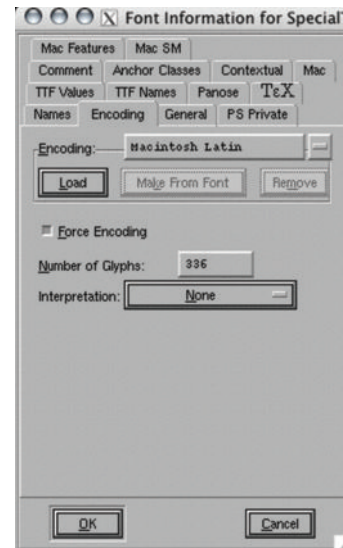 X Font Information for Special
Mac Features Mac SM
Comment Anchor Classes Contextual Mac
TTF Values TTF Names Panose TεX
Names Encoding General PS Private
Encoding: Macintosh Latin
Load Make From Font Remove
Force Encoding
Number of Glyphs: 336
Interpretation: None
OK Cancel